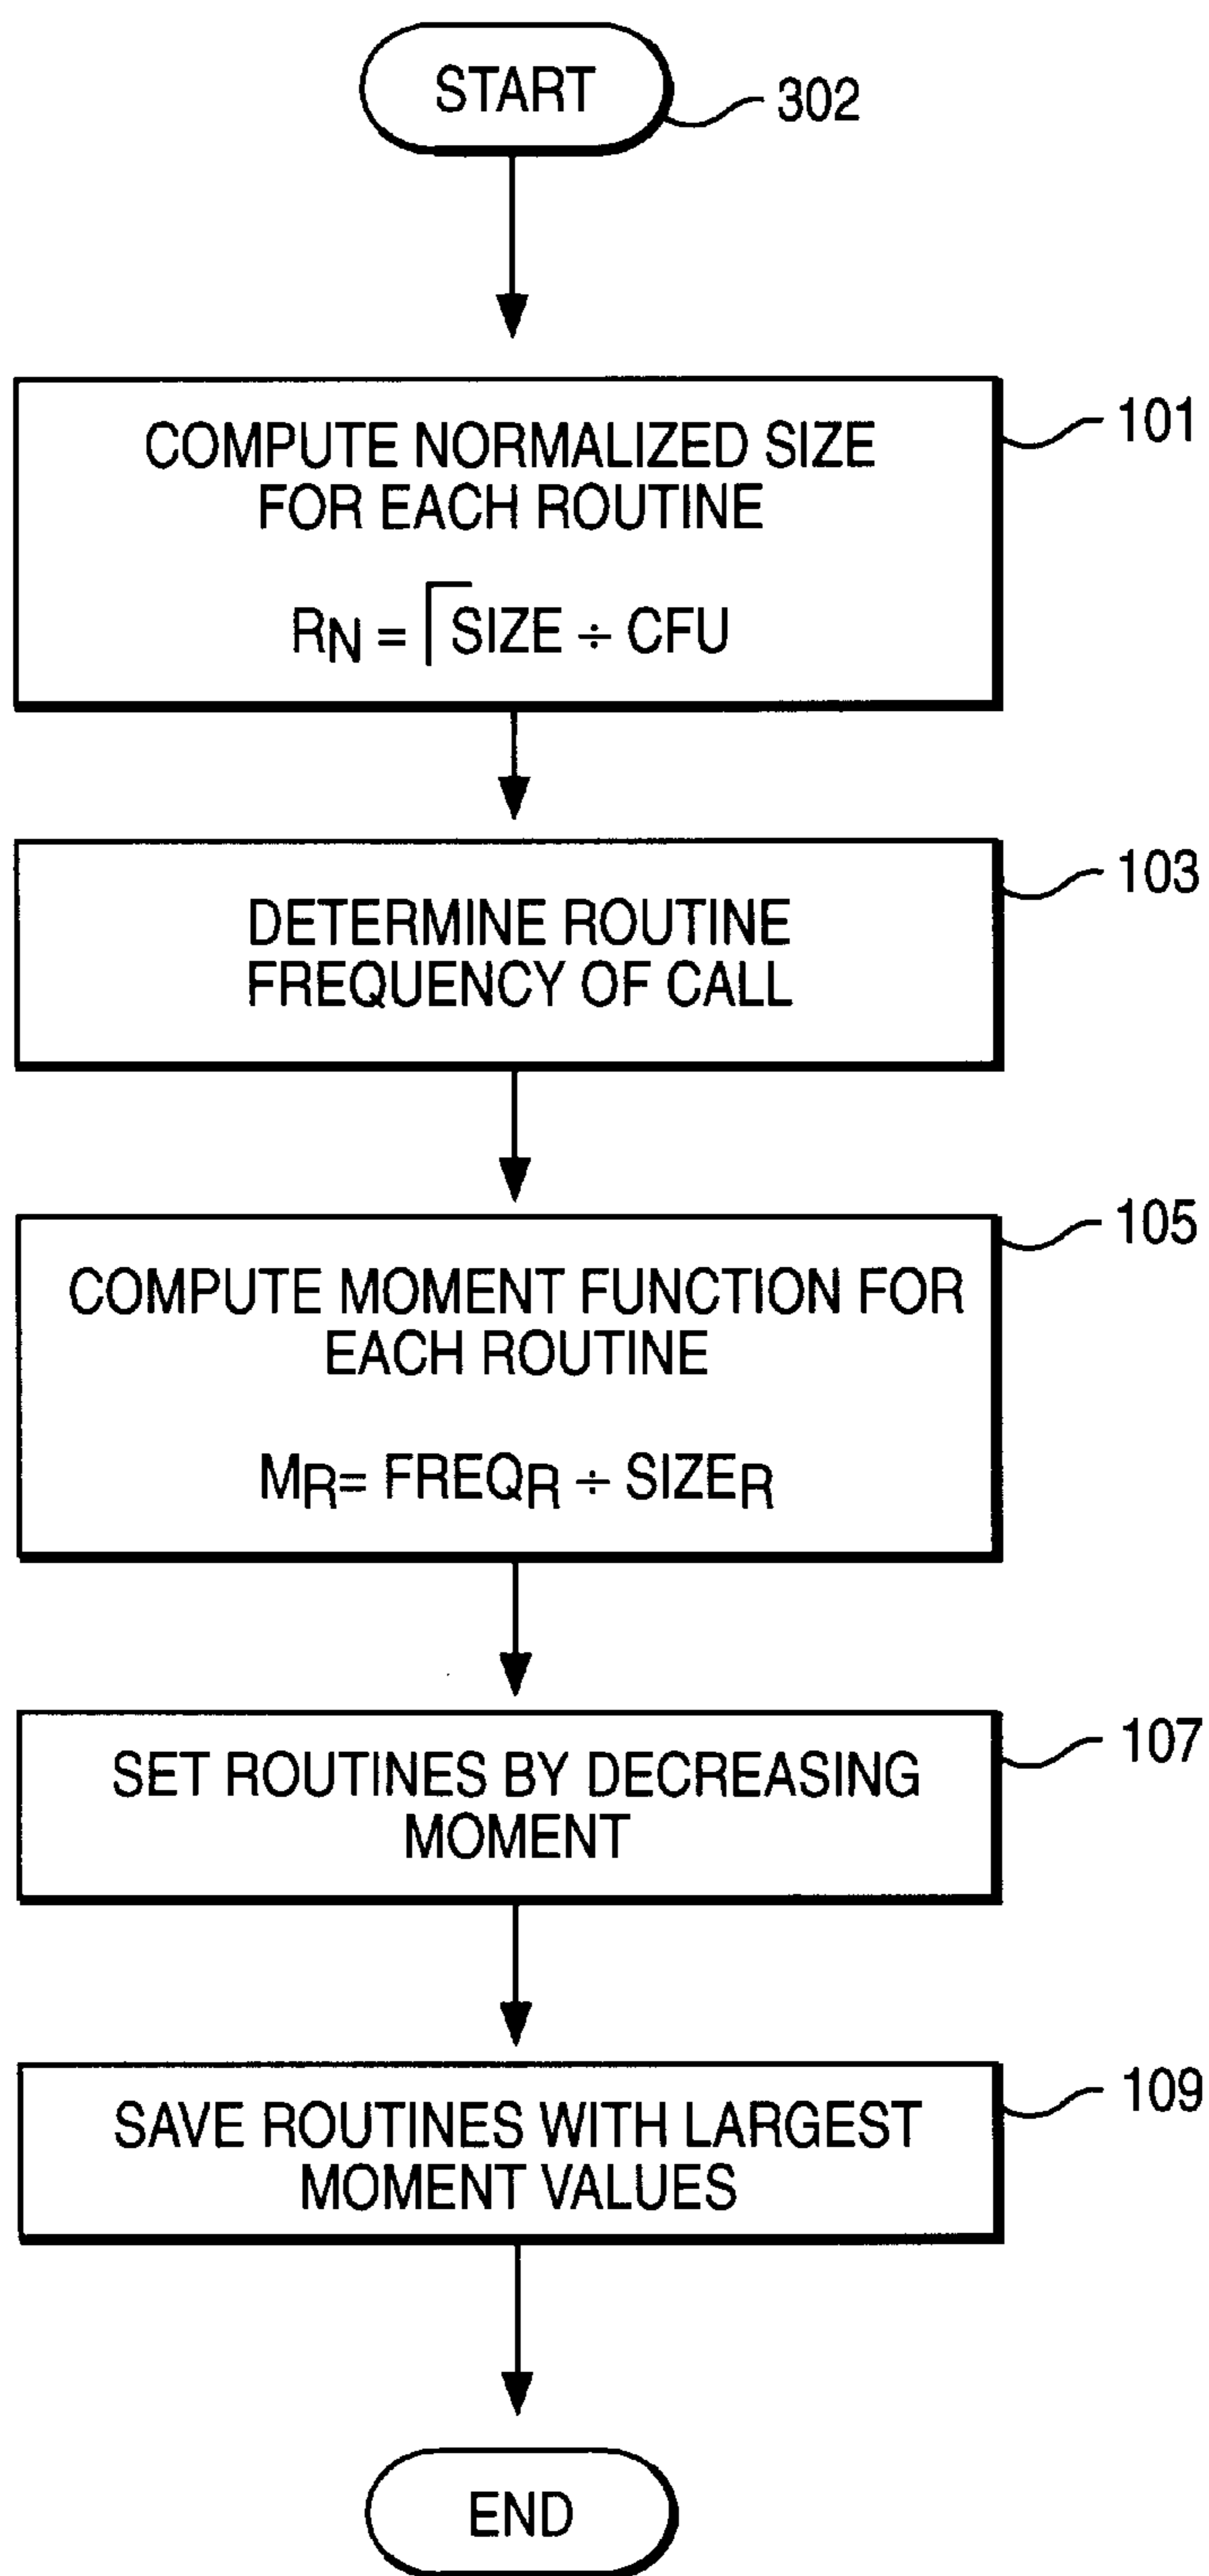 START
302
101
COMPUTE NORMALIZED SIZE
FOR EACH ROUTINE
RN = ⌈SIZE ÷ CFU
103
DETERMINE ROUTINE
FREQUENCY OF CALL
105
COMPUTE MOMENT FUNCTION FOR
EACH ROUTINE
MR= FREQR ÷ SIZER
107
SET ROUTINES BY DECREASING
MOMENT
109
SAVE ROUTINES WITH LARGEST
MOMENT VALUES
END